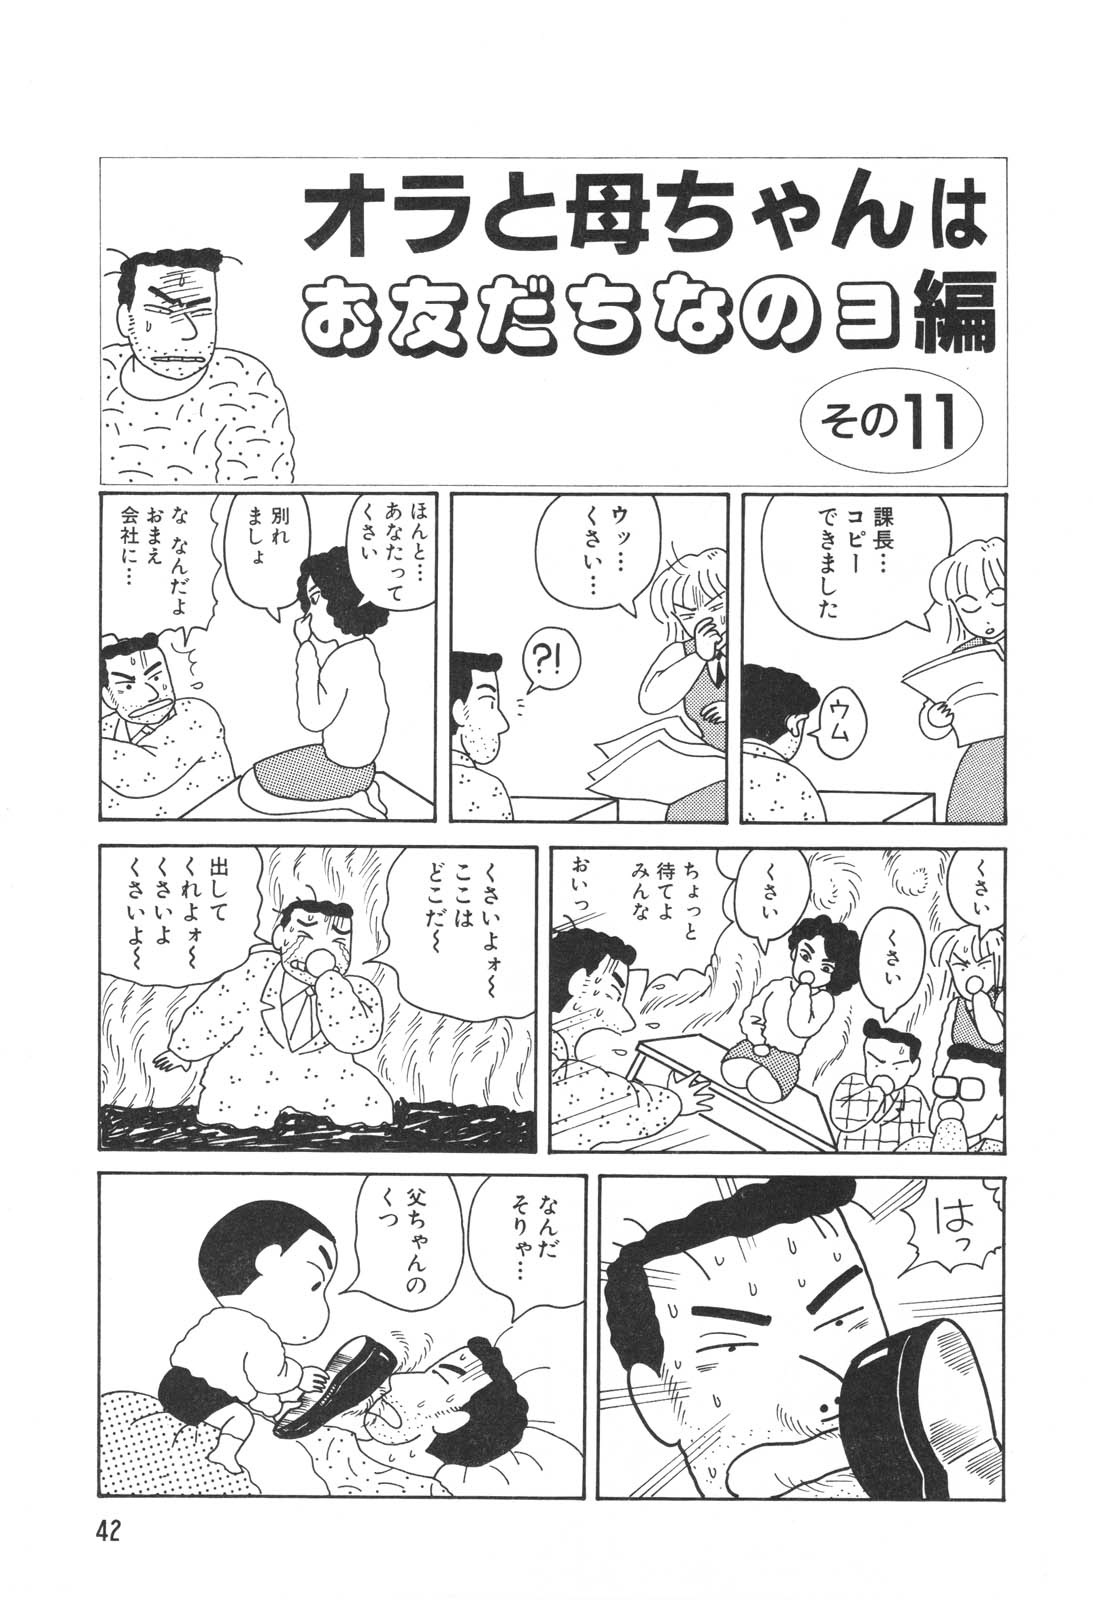 オラと母ちゃんは
お友だちなのヨ編
その11
課長…
コピー
できました
ウム
ウッ…
くさい…
?!
ほんと…
あなたって
くさい
別れ
ましょ
な なんだよ
おまえ
会社に…
くさい
くさい
くさい
ちょっと
待てよ
みんな
おいっ
くさいよォ〜
ここは
どこだ〜
出して
くれよォ〜
くさいよ
くさいよ〜
はっ
なんだ
そりゃ…
父ちゃんの
くつ
42